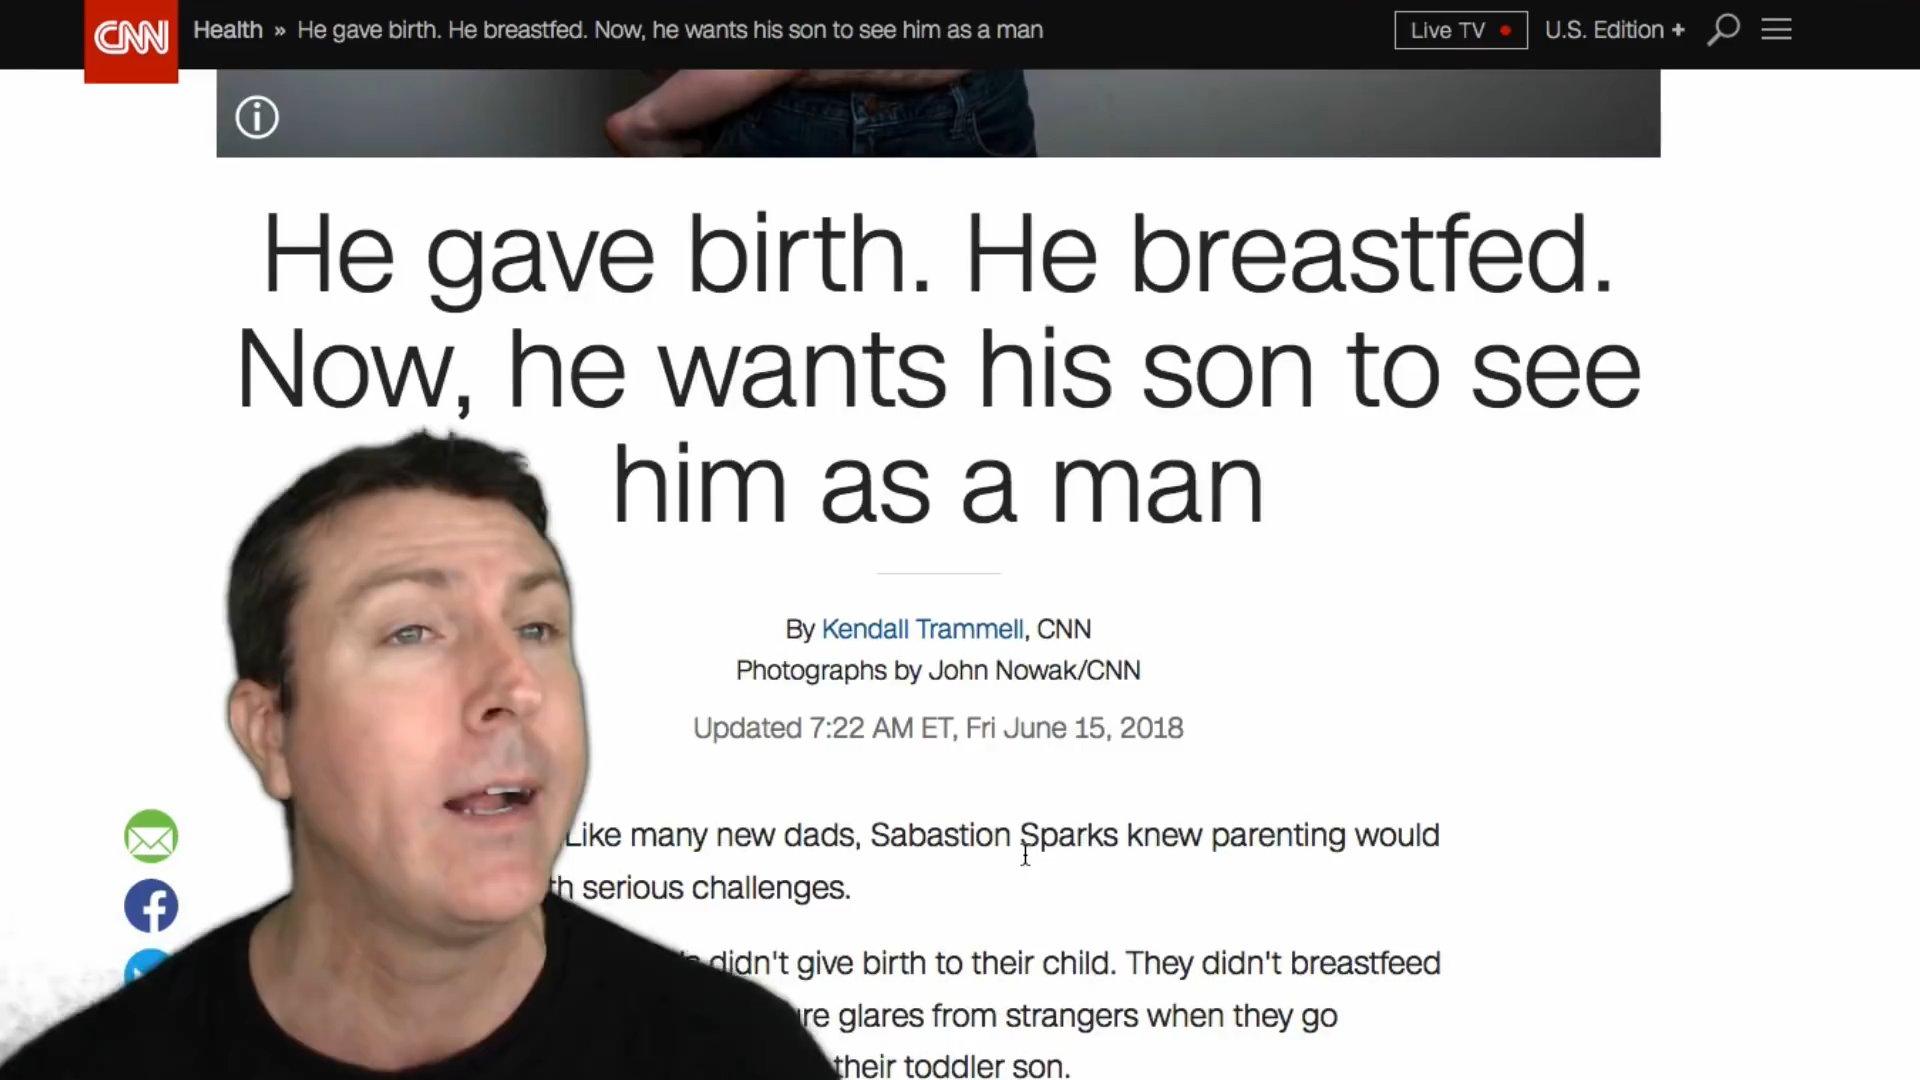 CNN Health » He gave birth. He breastfed. Now, he wants his son to see him as a man Live TV U.S. Edition +
He gave birth. He breastfed.
Now, he wants his son to see
him as a man
By Kendall Trammell, CNN
Photographs by John Nowak/CNN
Updated 7:22 AM ET, Fri June 15, 2018
Like many new dads, Sabastion Sparks knew parenting would
serious challenges.
didn't give birth to their child. They didn't breastfeed
glares from strangers when they go
their toddler son.